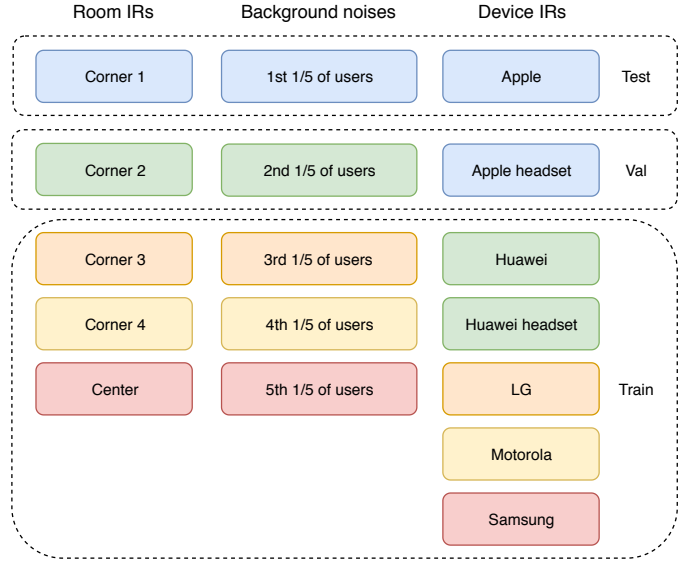 Room IRs Background noises Device IRs
Corner 1 1st 1/5 of users Apple Test
Corner 2 2nd 1/5 of users Apple headset Val
Corner 3 3rd 1/5 of users Huawei
Corner 4 4th 1/5 of users Huawei headset
Center 5th 1/5 of users LG Train
Motorola
Samsung